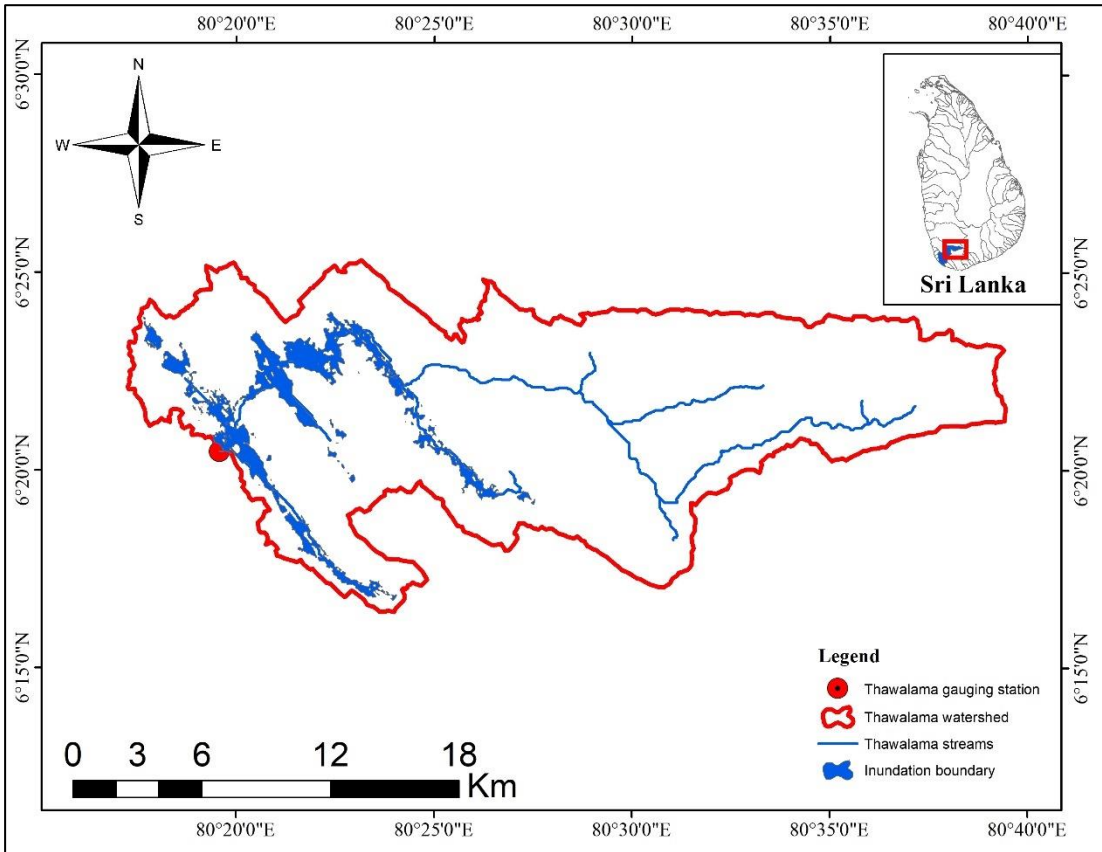 80°20'0"E 80°25'0"E 80°30'0"E 80°35'0"E 80°40'0"E
6°30'0"N
N
W E
S
Sri Lanka
6°25'0"N 6°25'0"N
6°20'0"N 6°20'0"N
6°15'0"N 6°15'0"N
Legend
Thawalama gauging station
Thawalama watershed
Thawalama streams
Inundation boundary
0 3 6 12 18
Km
80°20'0"E 80°25'0"E 80°30'0"E 80°35'0"E 80°40'0"E